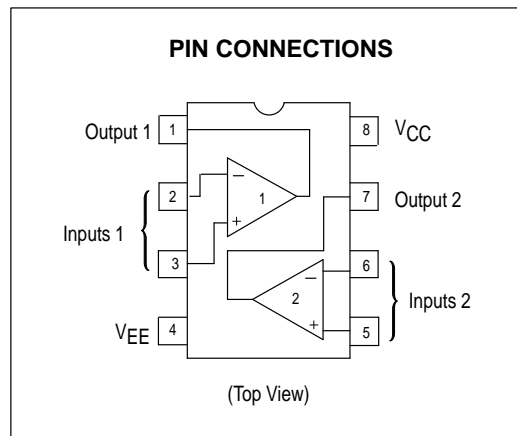 PIN CONNECTIONS
Output 1
1
8
VCC
2
−
1
7
Output 2
Inputs 1
+
3
6
−
2
Inputs 2
VEE
4
+
5
(Top View)